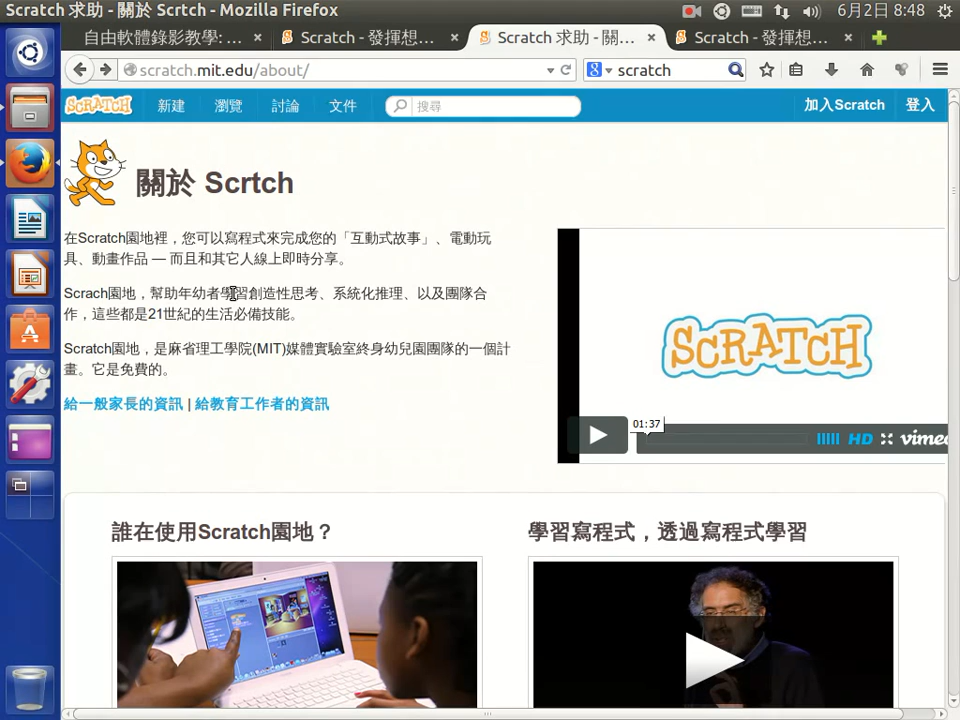 Scratch 求助 - 關於 Scrtch - Mozilla Firefox
6月2日 8:48
自由軟體錄影教學: ...
Scratch - 發揮想...
Scratch 求助 - 關...
Scratch - 發揮想...
scratch.mit.edu/about/
scratch
SCRATCH
新建
瀏覽
討論
文件
搜尋
加入Scratch
登入
關於 Scrtch
在Scratch園地裡，您可以寫程式來完成您的「互動式故事」、電動玩
具、動畫作品 — 而且和其它人線上即時分享。
Scrach園地，幫助年幼者學習創造性思考、系統化推理、以及團隊合
作，這些都是21世紀的生活必備技能。
Scratch園地，是麻省理工學院(MIT)媒體實驗室終身幼兒園團隊的一個計
畫。它是免費的。
給一般家長的資訊 | 給教育工作者的資訊
SCRATCH
01:37
HD
vimeo
誰在使用Scratch園地？
學習寫程式，透過寫程式學習